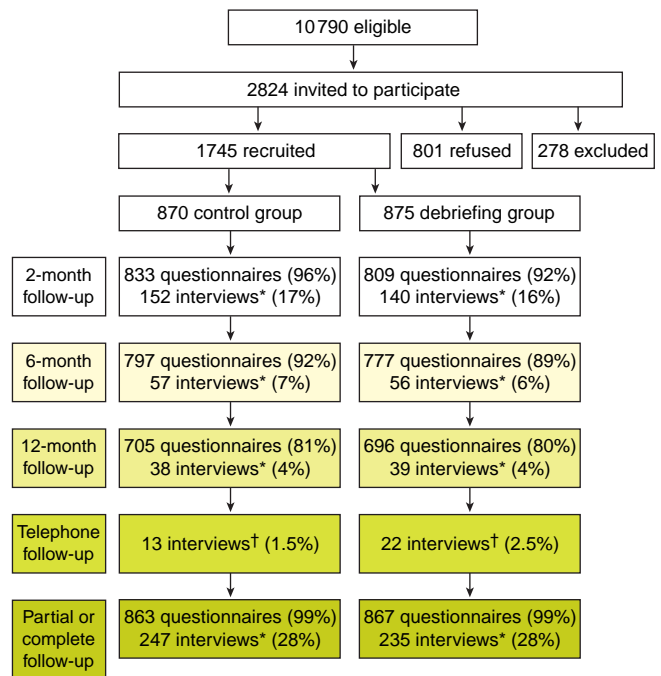 10 790 eligible
2824 invited to participate
1745 recruited
801 refused
278 excluded
870 control group
875 debriefing group
2-month
follow-up
833 questionnaires (96%)
152 interviews* (17%)
809 questionnaires (92%)
140 interviews* (16%)
6-month
follow-up
797 questionnaires (92%)
57 interviews* (7%)
777 questionnaires (89%)
56 interviews* (6%)
12-month
follow-up
705 questionnaires (81%)
38 interviews* (4%)
696 questionnaires (80%)
39 interviews* (4%)
Telephone
follow-up
13 interviews† (1.5%)
22 interviews† (2.5%)
Partial or
complete
follow-up
863 questionnaires (99%)
247 interviews* (28%)
867 questionnaires (99%)
235 interviews* (28%)